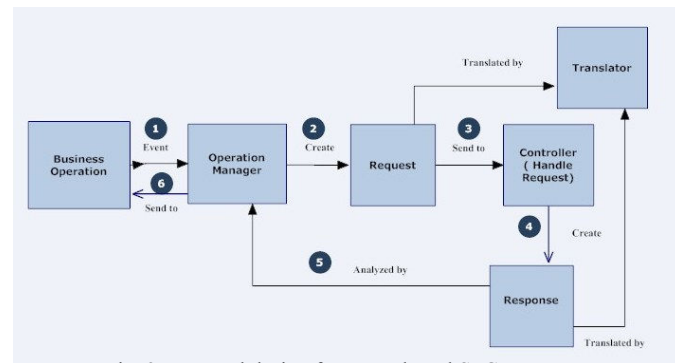 Translated by
Translator
1
Event
2
Create
3
Send to
Business
Operation
Operation
Manager
Request
Controller
( Handle
Request)
6
Send to
4
Create
5
Analyzed by
Response
Translated by